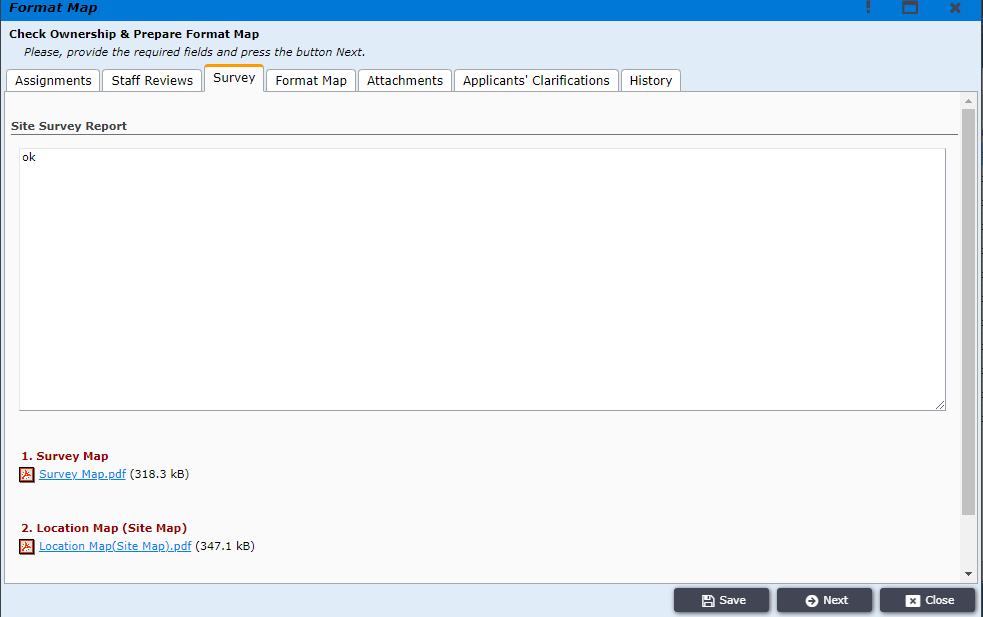 Format Map
Check Ownership & Prepare Format Map
Please, provide the required fields and press the button Next.
Assignments Staff Reviews Survey Format Map Attachments Applicants' Clarifications History
Site Survey Report
ok
1. Survey Map
Survey Map.pdf (318.3 kB)
2. Location Map (Site Map)
Location Map(Site Map).pdf (347.1 kB)
Save Next Close